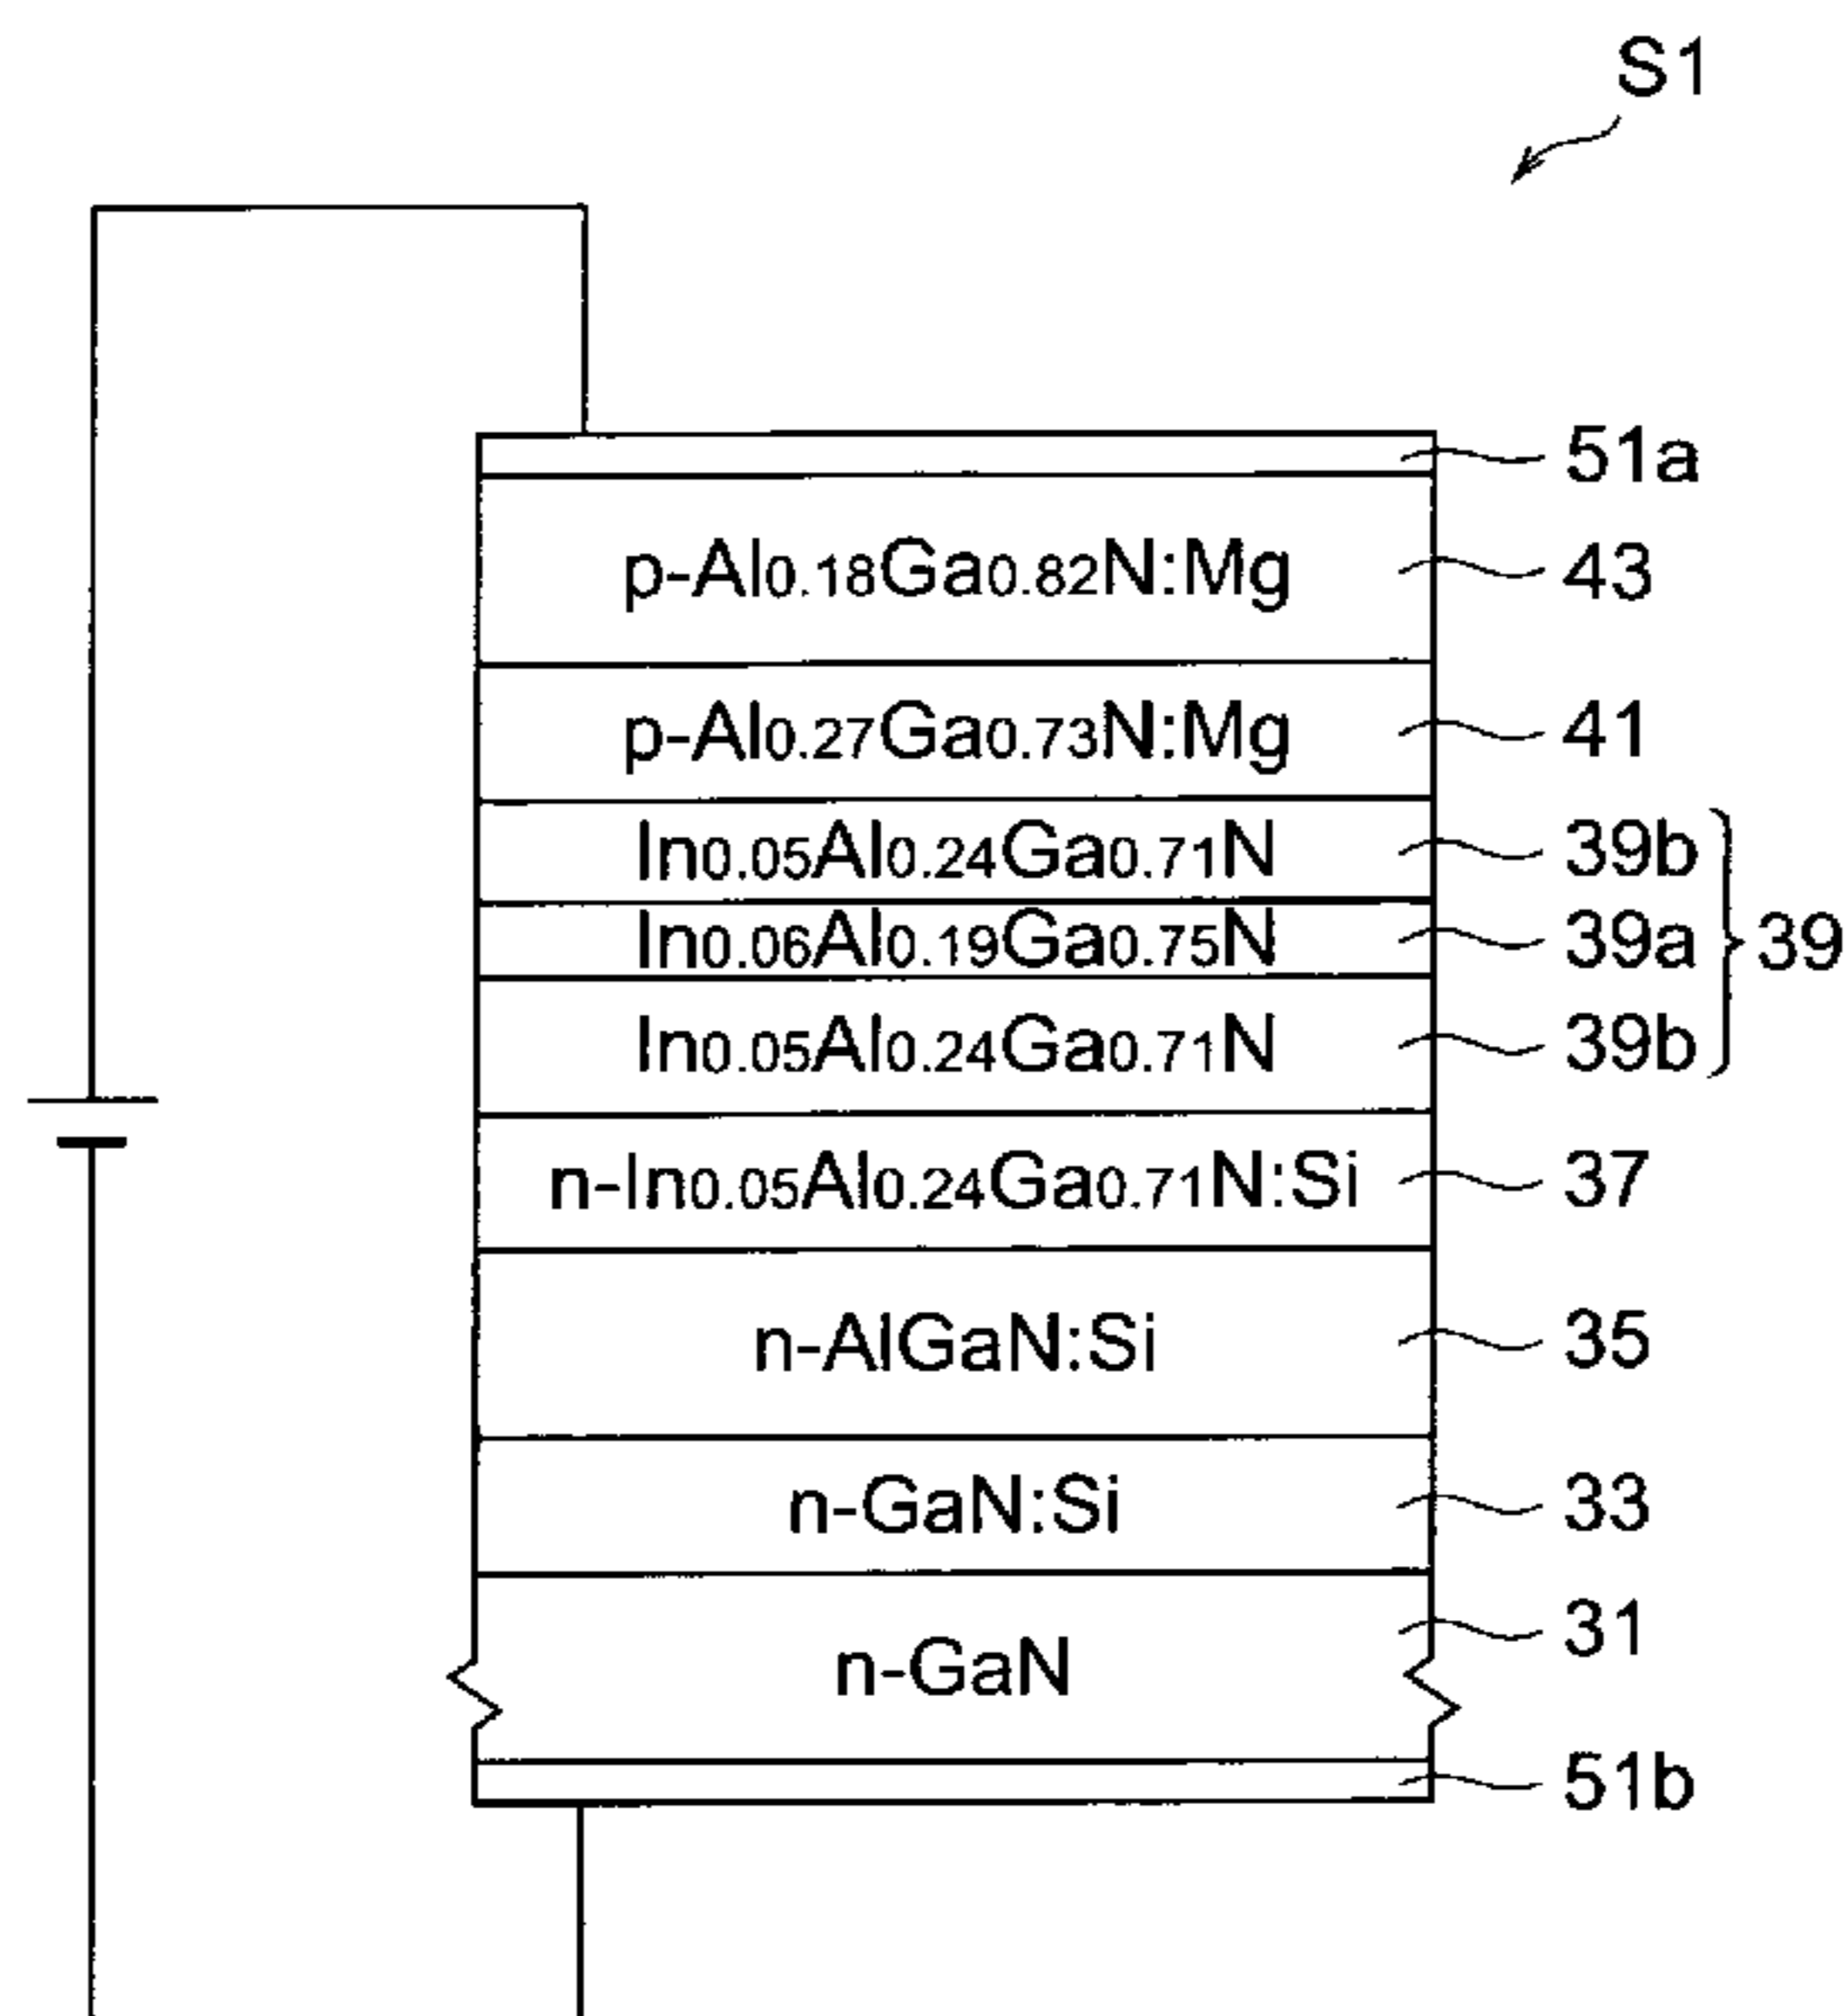 S1
51a
p-Al0.18Ga0.82N:Mg 43
p-Al0.27Ga0.73N:Mg 41
In0.05Al0.24Ga0.71N 39b
In0.06Al0.19Ga0.75N 39a 39
In0.05Al0.24Ga0.71N 39b
n-In0.05Al0.24Ga0.71N:Si 37
n-AlGaN:Si 35
n-GaN:Si 33
n-GaN 31
51b